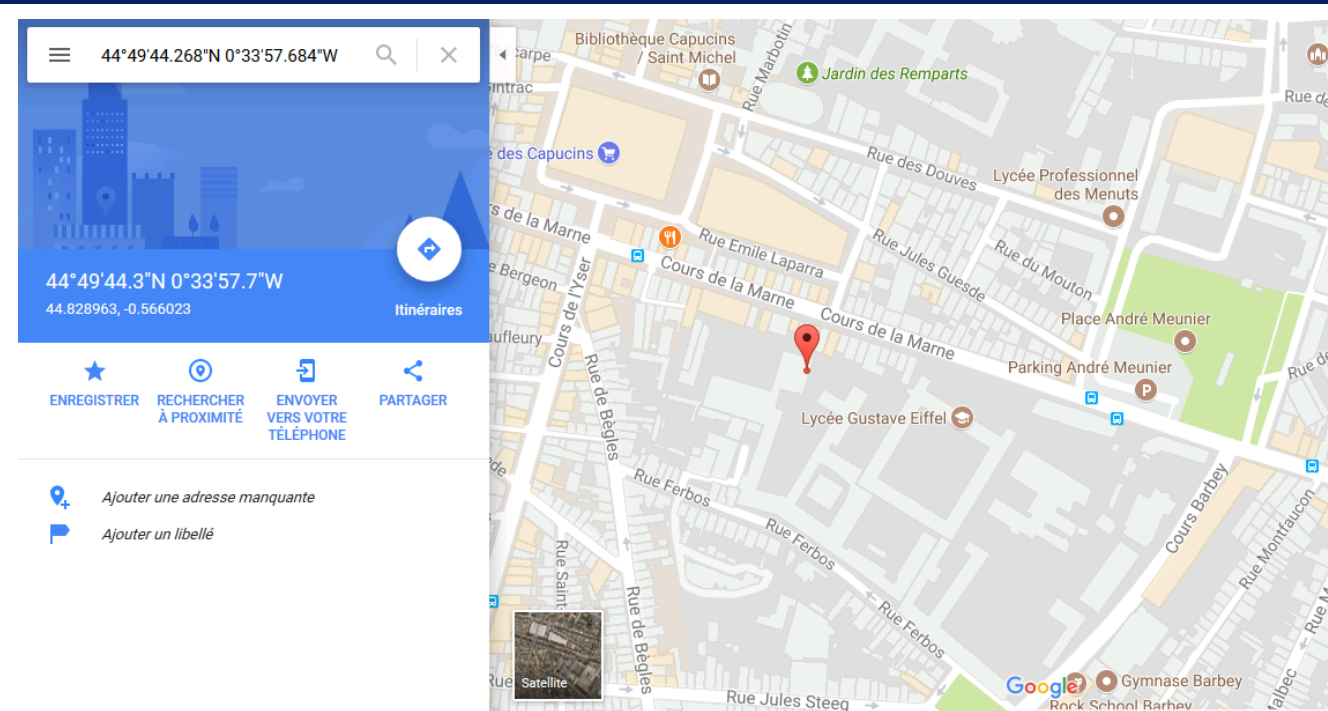 44°49'44.268"N 0°33'57.684"W
44°49'44.3"N 0°33'57.7"W
44.828963, -0.566023
Itinéraires
ENREGISTRER
RECHERCHER
À PROXIMITÉ
ENVOYER
VERS VOTRE
TÉLÉPHONE
PARTAGER
Ajouter une adresse manquante
Ajouter un libellé
Bibliothèque Capucins
/ Saint Michel
Rue Marbotin
Jardin des Remparts
des Capucins
Rue des Douves
Lycée Professionnel
des Menuts
de la Marne
Rue Emile Laparra
Rue Jules Guesde
Rue du Mouton
Bergeon
Cours de l'Yser
Cours de la Marne
Cours de la Marne
Place André Meunier
Parking André Meunier
Rue de Bègles
Lycée Gustave Eiffel
Rue Ferbos
Rue Ferbos
Rue Ferbos
Cours Barbey
Rue Montfaucon
Rue Saint-
Rue de Bègles
Satellite
Rue Jules Steeg
Google
Gymnase Barbey
Rock School Barbey